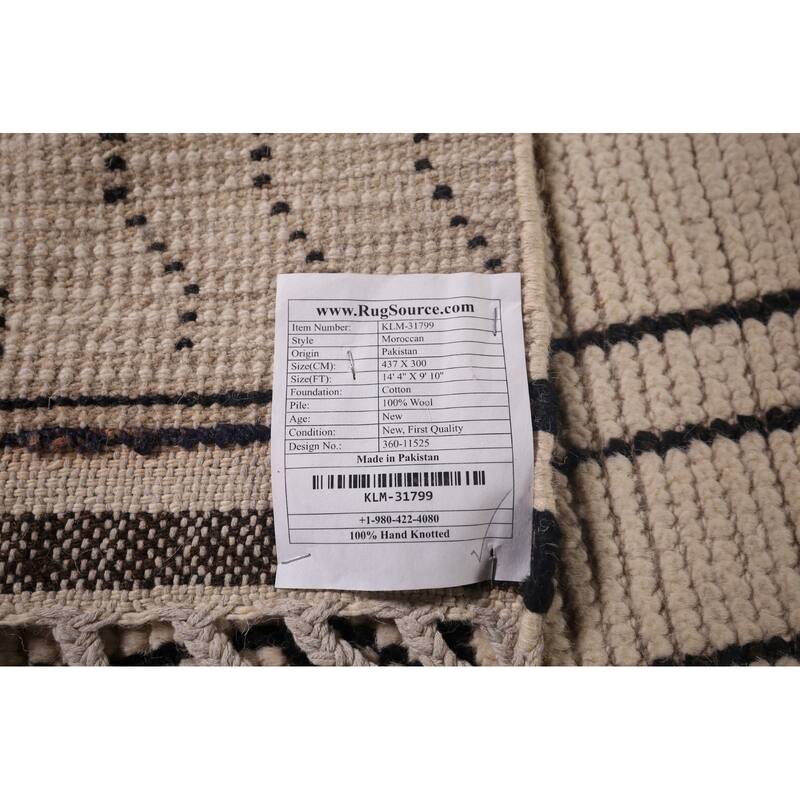 www.RugSource.com
Item Number: KLM-31799
Style Moroccan
Origin Pakistan
Size(CM): 437 X 300
Size(FT): 14' 4" X 9' 10"
Foundation: Cotton
Pile: 100% Wool
Age: New
Condition: New, First Quality
Design No.: 360-11525
Made in Pakistan
KLM-31799
+1-980-422-4080
100% Hand Knotted